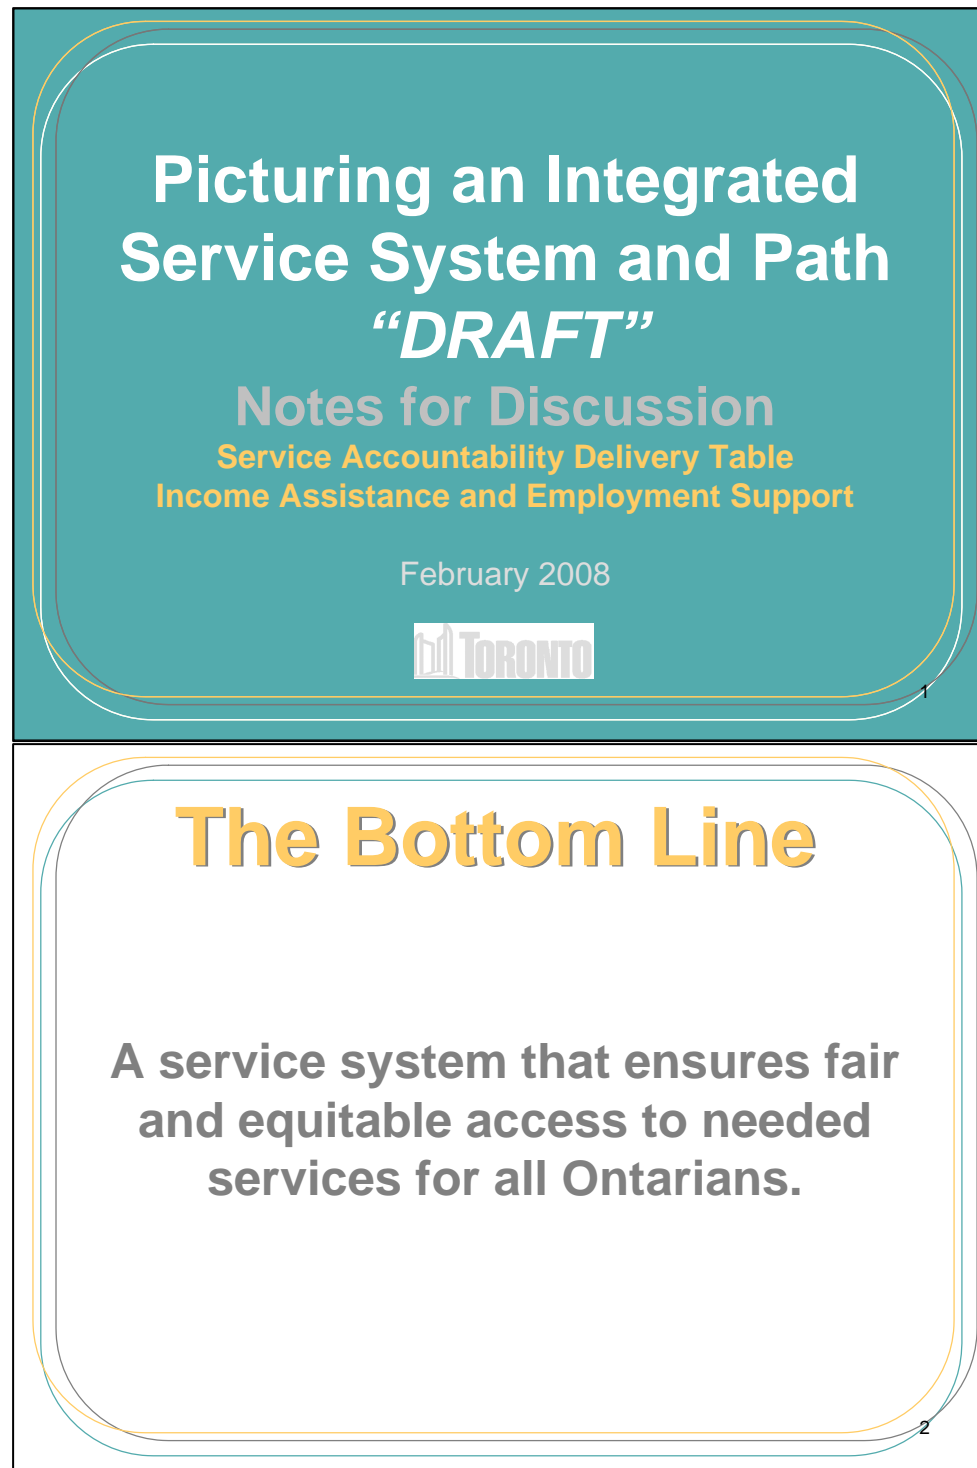 Picturing an Integrated
Service System and Path
“DRAFT”
Notes for Discussion
Service Accountability Delivery Table
Income Assistance and Employment Support
February 2008
TORONTO
1
The Bottom Line
A service system that ensures fair
and equitable access to needed
services for all Ontarians.
2